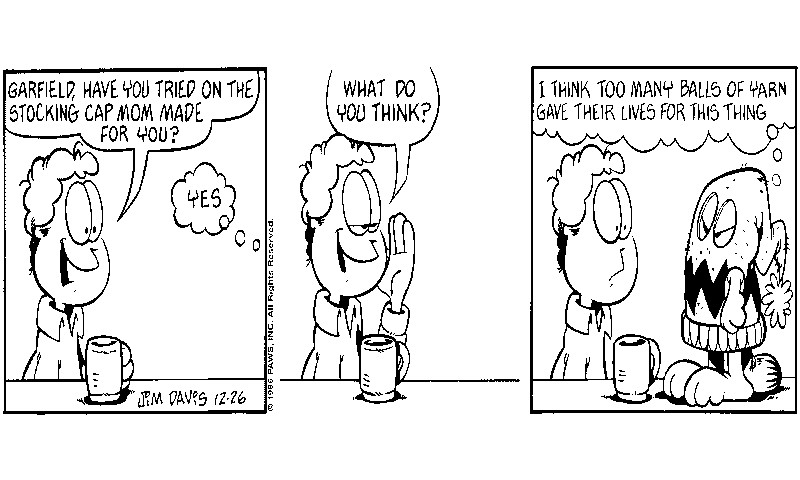 GARFIELD, HAVE YOU TRIED ON THE
STOCKING CAP MOM MADE
FOR YOU?
YES
JIM DAVIS 12-26
© 1986 PAWS, INC. All Rights Reserved.
WHAT DO
YOU THINK?
I THINK TOO MANY BALLS OF YARN
GAVE THEIR LIVES FOR THIS THING